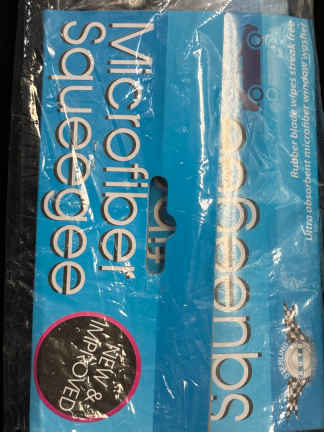 Microfiber
Squeegee
NEW &
IMPROVED
squeegee
Rubber blade wipes streak free
Ultra absorbent microfiber window washer